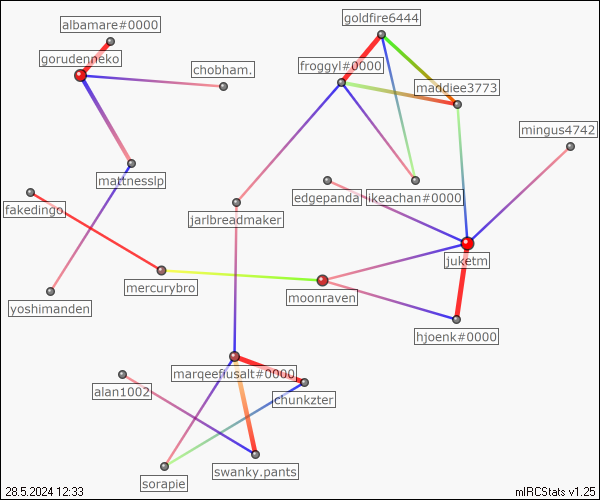 goldfire6444
albamare#0000
gorudenneko
froggyl#0000
chobham.
maddiee3773
mingus4742
mattnesslp
edgepanda
ikeachan#0000
fakedingo
jarlbreadmaker
juketm
mercurybro
moonraven
yoshimanden
hjoenk#0000
marqeeflusalt#0000
alan1002
chunkzter
swanky.pants
sorapie
28.5.2024 12:33
mIRCStats v1.25